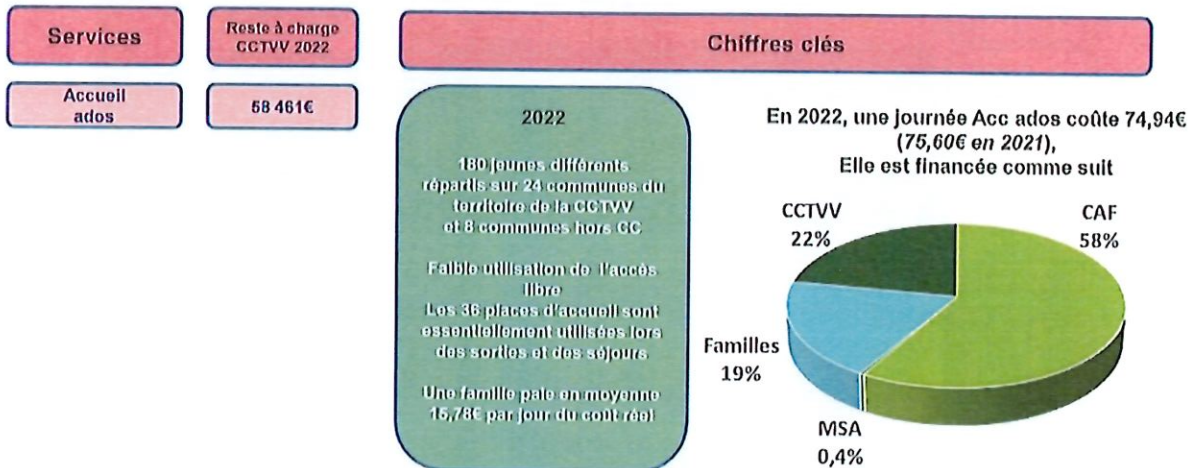 Services
Reste à charge
CCTVV 2022
Chiffres clés
Accueil
ados
58 461€
2022
180 jeunes différents
répartis sur 24 communes du
territoire de la CCTVV
et 8 communes hors CC
Faible utilisation de l'accès
libre
Les 36 places d'accueil sont
essentiellement utilisées lors
des sorties et des séjours
Une famille paie en moyenne
15,78€ par jour du coût réel
En 2022, une journée Acc ados coûte 74,94€
(75,60€ en 2021),
Elle est financée comme suit
CCTVV
22%
CAF
58%
Familles
19%
MSA
0,4%